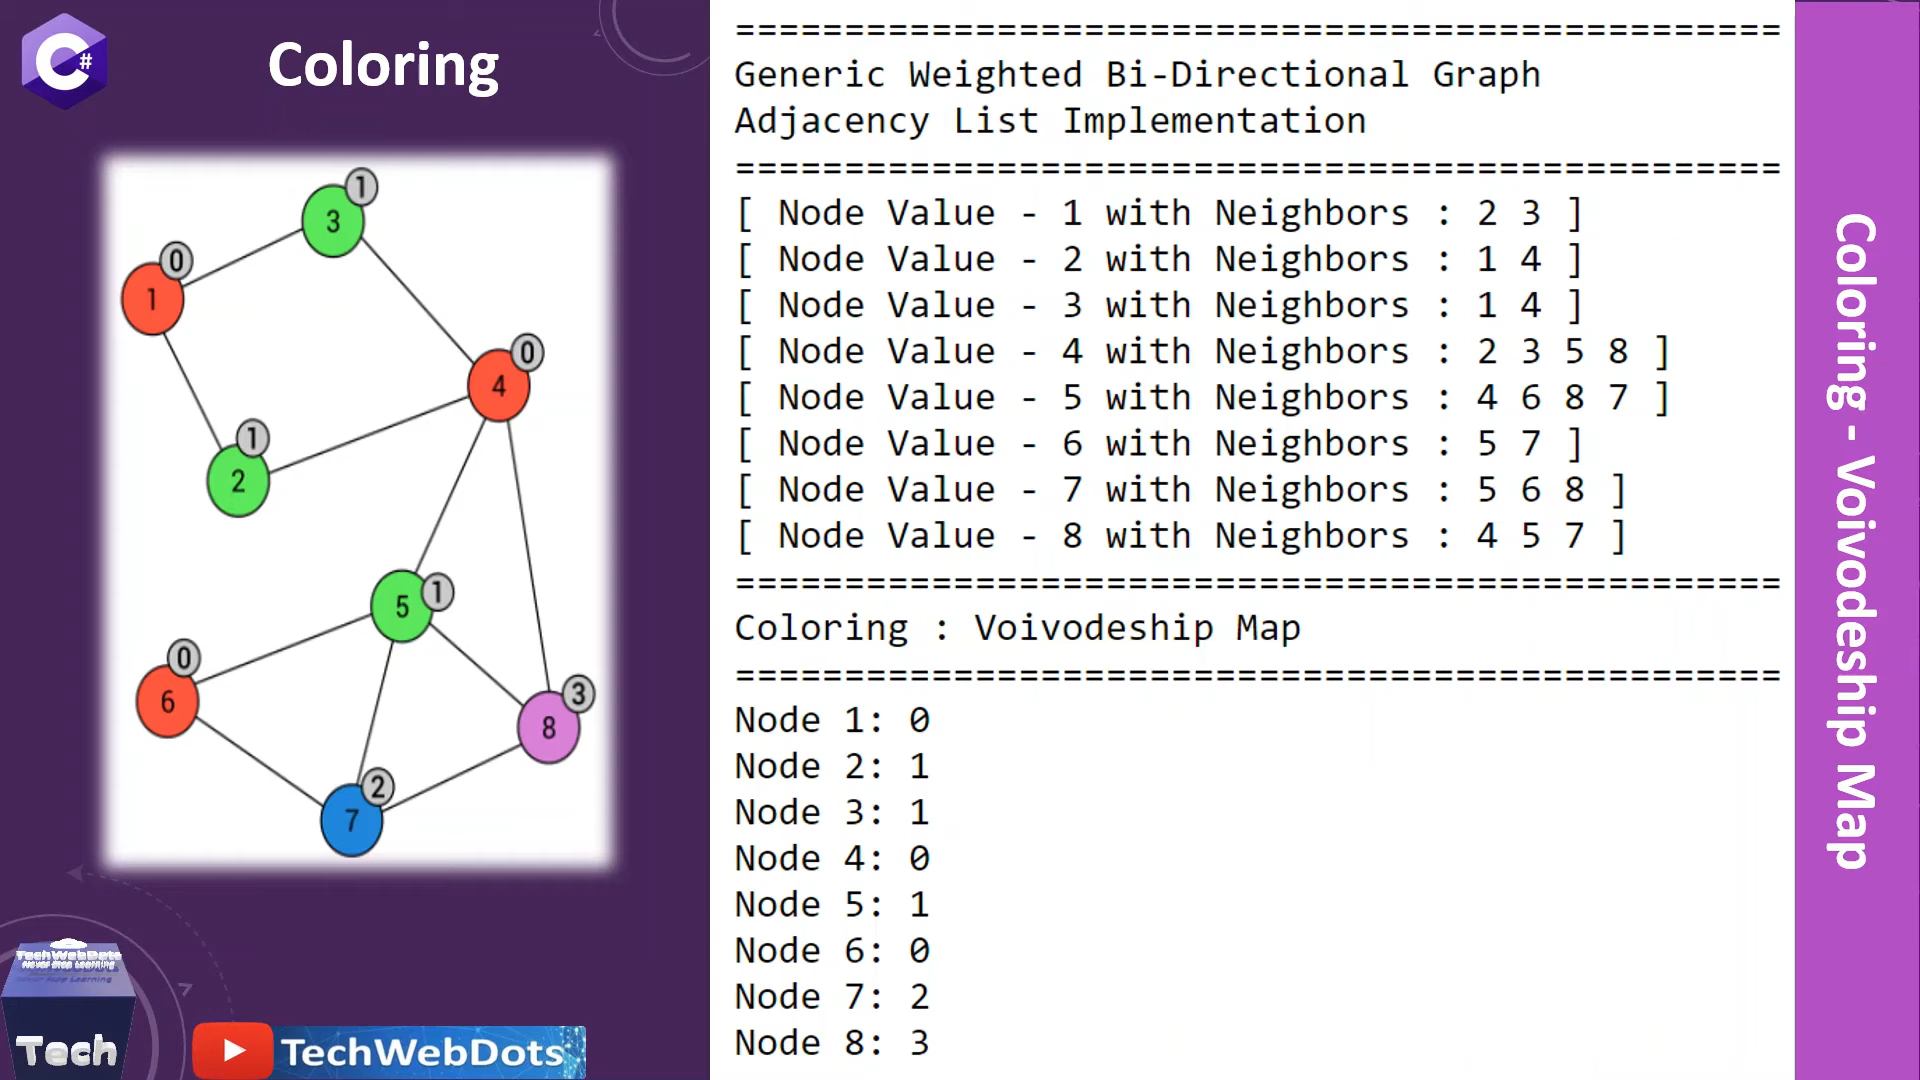 C#
Coloring
1
3
0
1
0
4
1
2
5
1
0
6
3
8
2
7
==============================================
Generic Weighted Bi-Directional Graph
Adjacency List Implementation
==============================================
[ Node Value - 1 with Neighbors : 2 3 ]
[ Node Value - 2 with Neighbors : 1 4 ]
[ Node Value - 3 with Neighbors : 1 4 ]
[ Node Value - 4 with Neighbors : 2 3 5 8 ]
[ Node Value - 5 with Neighbors : 4 6 8 7 ]
[ Node Value - 6 with Neighbors : 5 7 ]
[ Node Value - 7 with Neighbors : 5 6 8 ]
[ Node Value - 8 with Neighbors : 4 5 7 ]
==============================================
Coloring : Voivodeship Map
==============================================
Node 1: 0
Node 2: 1
Node 3: 1
Node 4: 0
Node 5: 1
Node 6: 0
Node 7: 2
Node 8: 3
Coloring - Voivodeship Map
TechWebDots
Never Stop Learning
Tech
TechWebDots